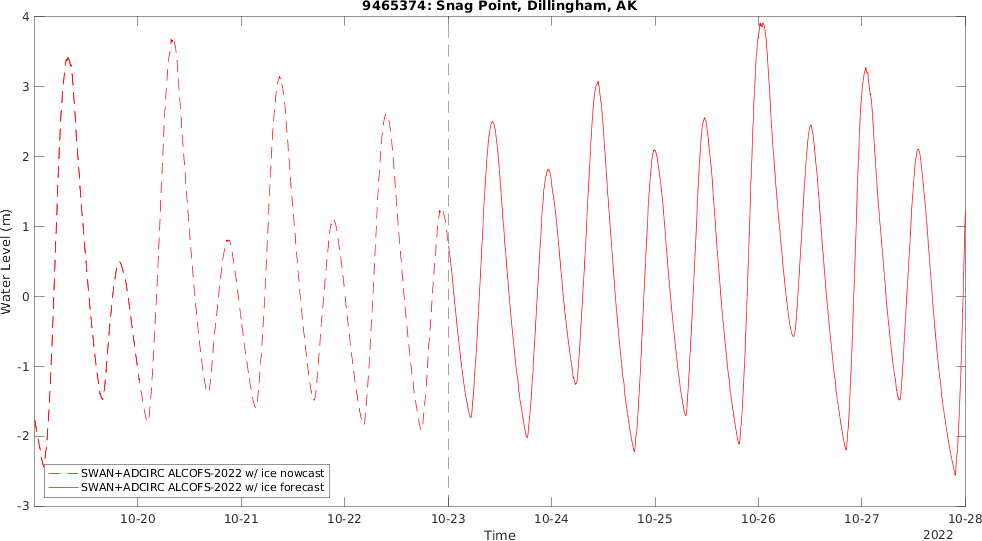 9465374: Snag Point, Dillingham, AK
4
3
2
1
0
-1
-2
-3
Water Level (m)
SWAN+ADCIRC ALCOFS-2022 w/ ice nowcast
SWAN+ADCIRC ALCOFS-2022 w/ ice forecast
10-20 10-21 10-22 10-23 10-24 10-25 10-26 10-27 10-28
Time
2022